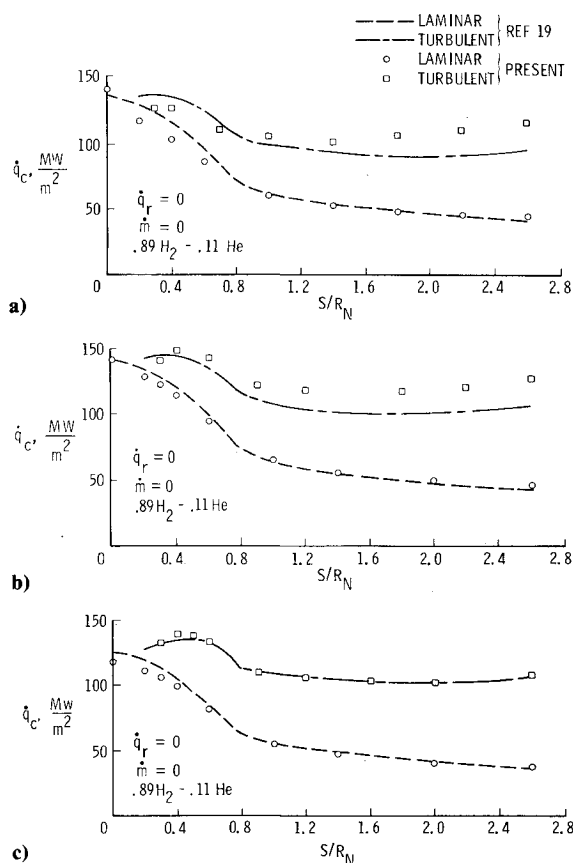 LAMINAR
TURBULENT
REF 19
LAMINAR
TURBULENT
PRESENT
150
100
50
0
q̇c, MW/m²
q̇r = 0
ṁ = 0
.89 H2 - .11 He
0 0.4 0.8 1.2 1.6 2.0 2.4 2.8
S/RN
a)
150
100
50
0
q̇c, MW/m²
q̇r = 0
ṁ = 0
.89 H2 - .11 He
0 0.4 0.8 1.2 1.6 2.0 2.4 2.8
S/RN
b)
150
100
50
0
q̇c, Mw/m²
q̇r = 0
ṁ = 0
.89 H2 - .11 He
0 0.4 0.8 1.2 1.6 2.0 2.4 2.8
S/RN
c)